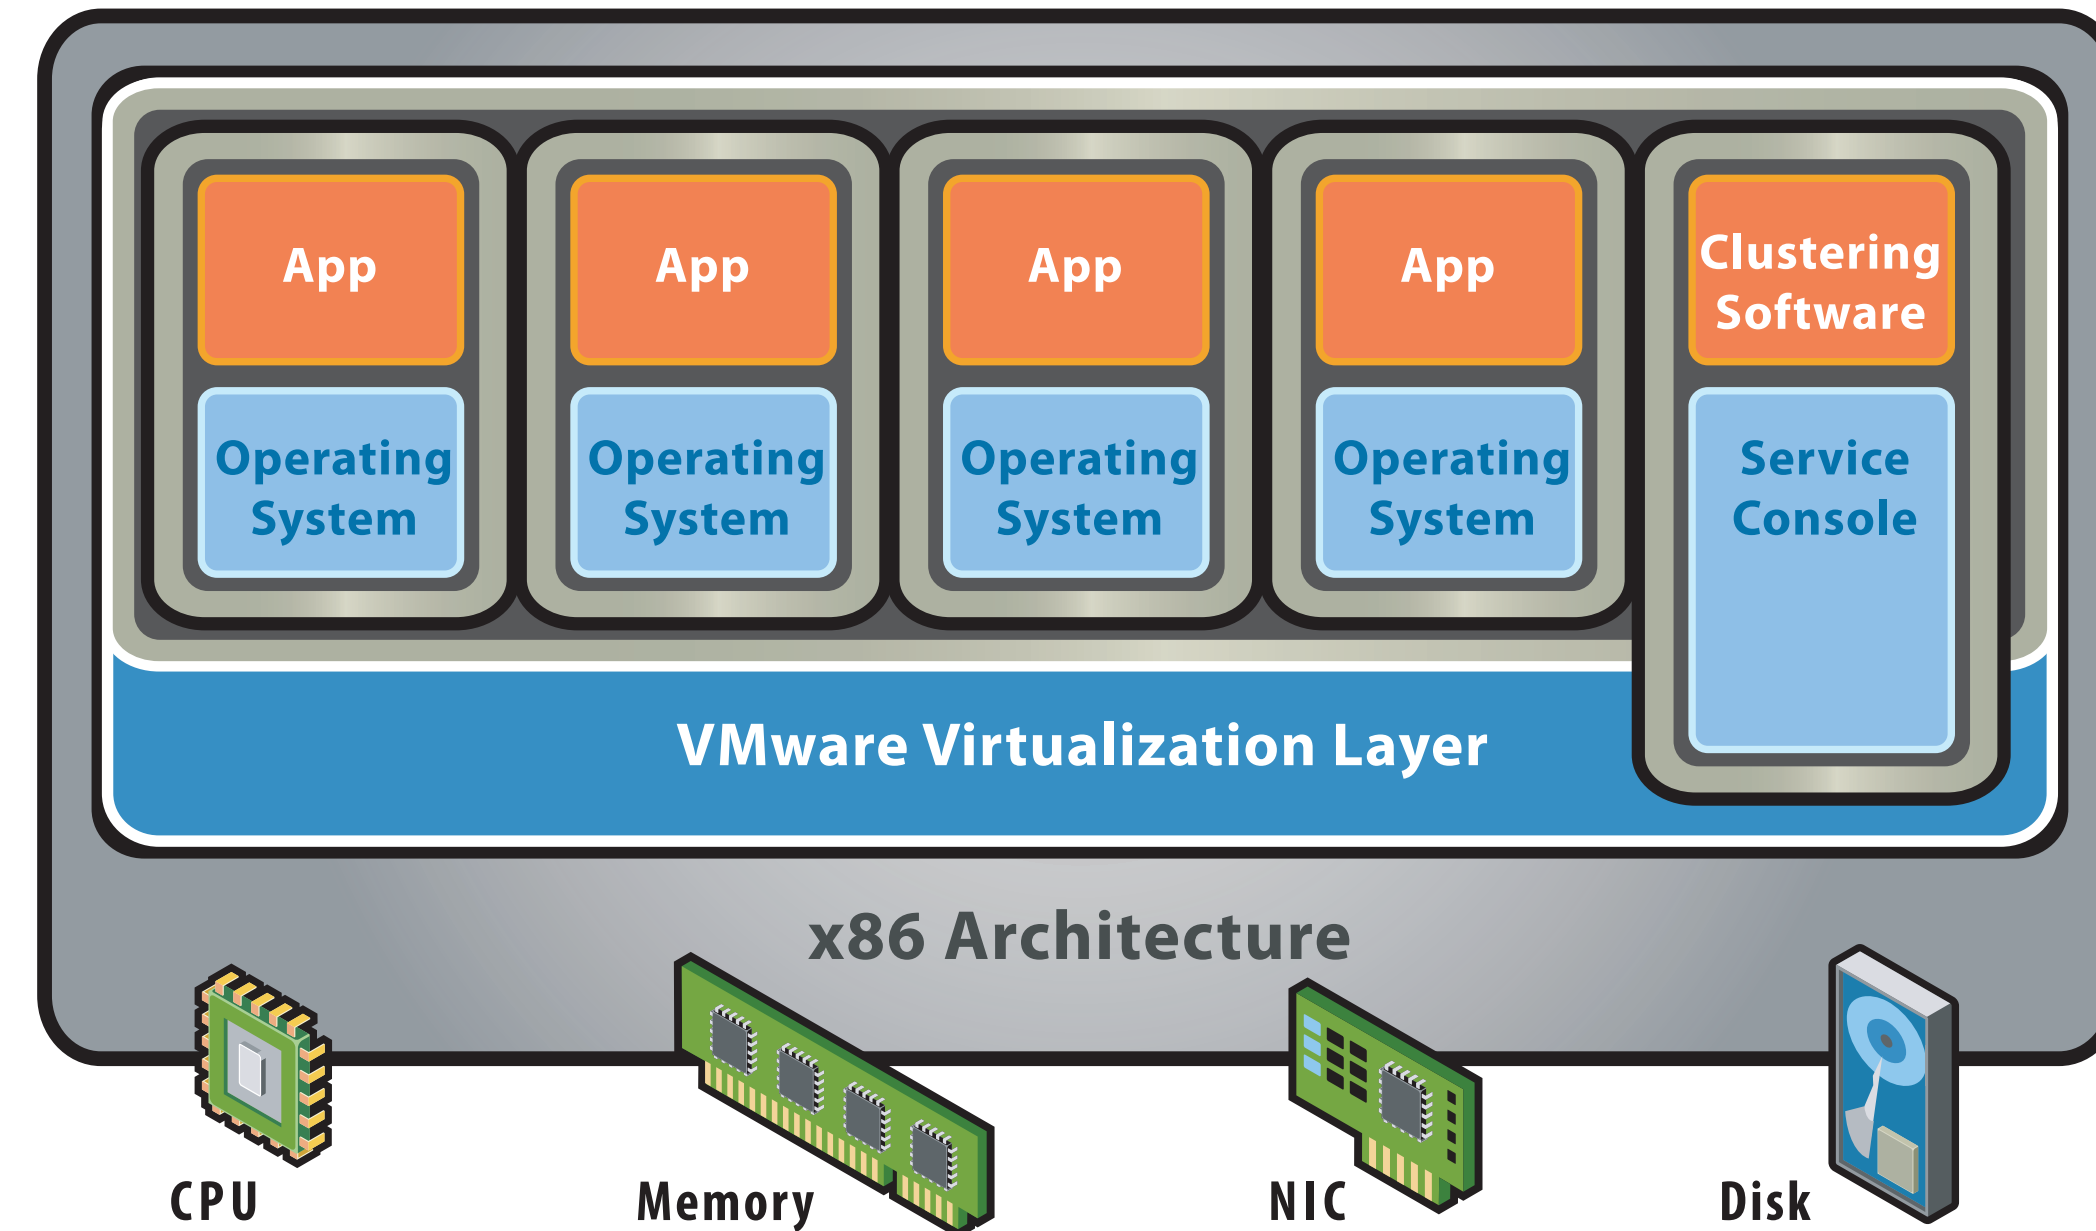 App
App
App
App
Clustering
Software
Operating
System
Operating
System
Operating
System
Operating
System
Service
Console
VMware Virtualization Layer
x86 Architecture
CPU
Memory
NIC
Disk